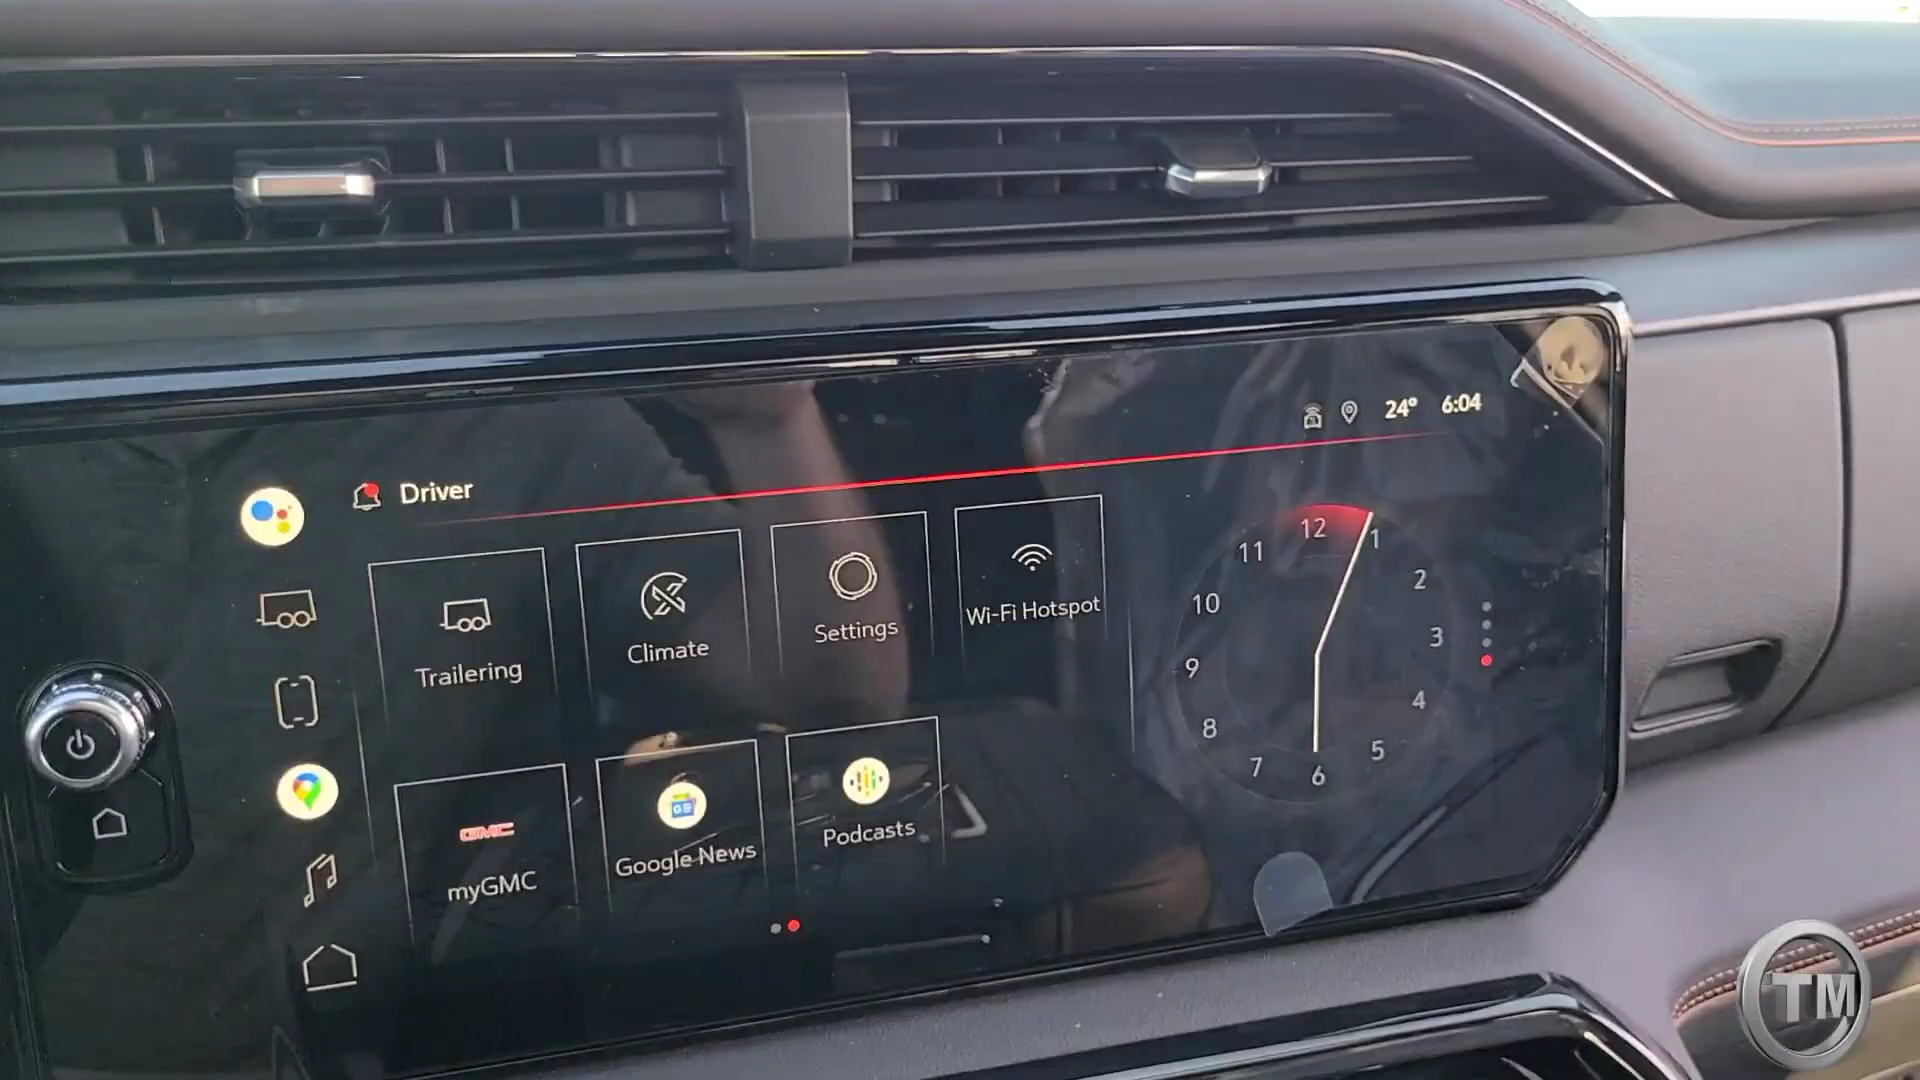 24° 6:04
Driver
Trailering
Climate
Settings
Wi-Fi Hotspot
myGMC
GMC
Google News
GE
Podcasts
12
1
2
3
4
5
6
7
8
9
10
11
TM